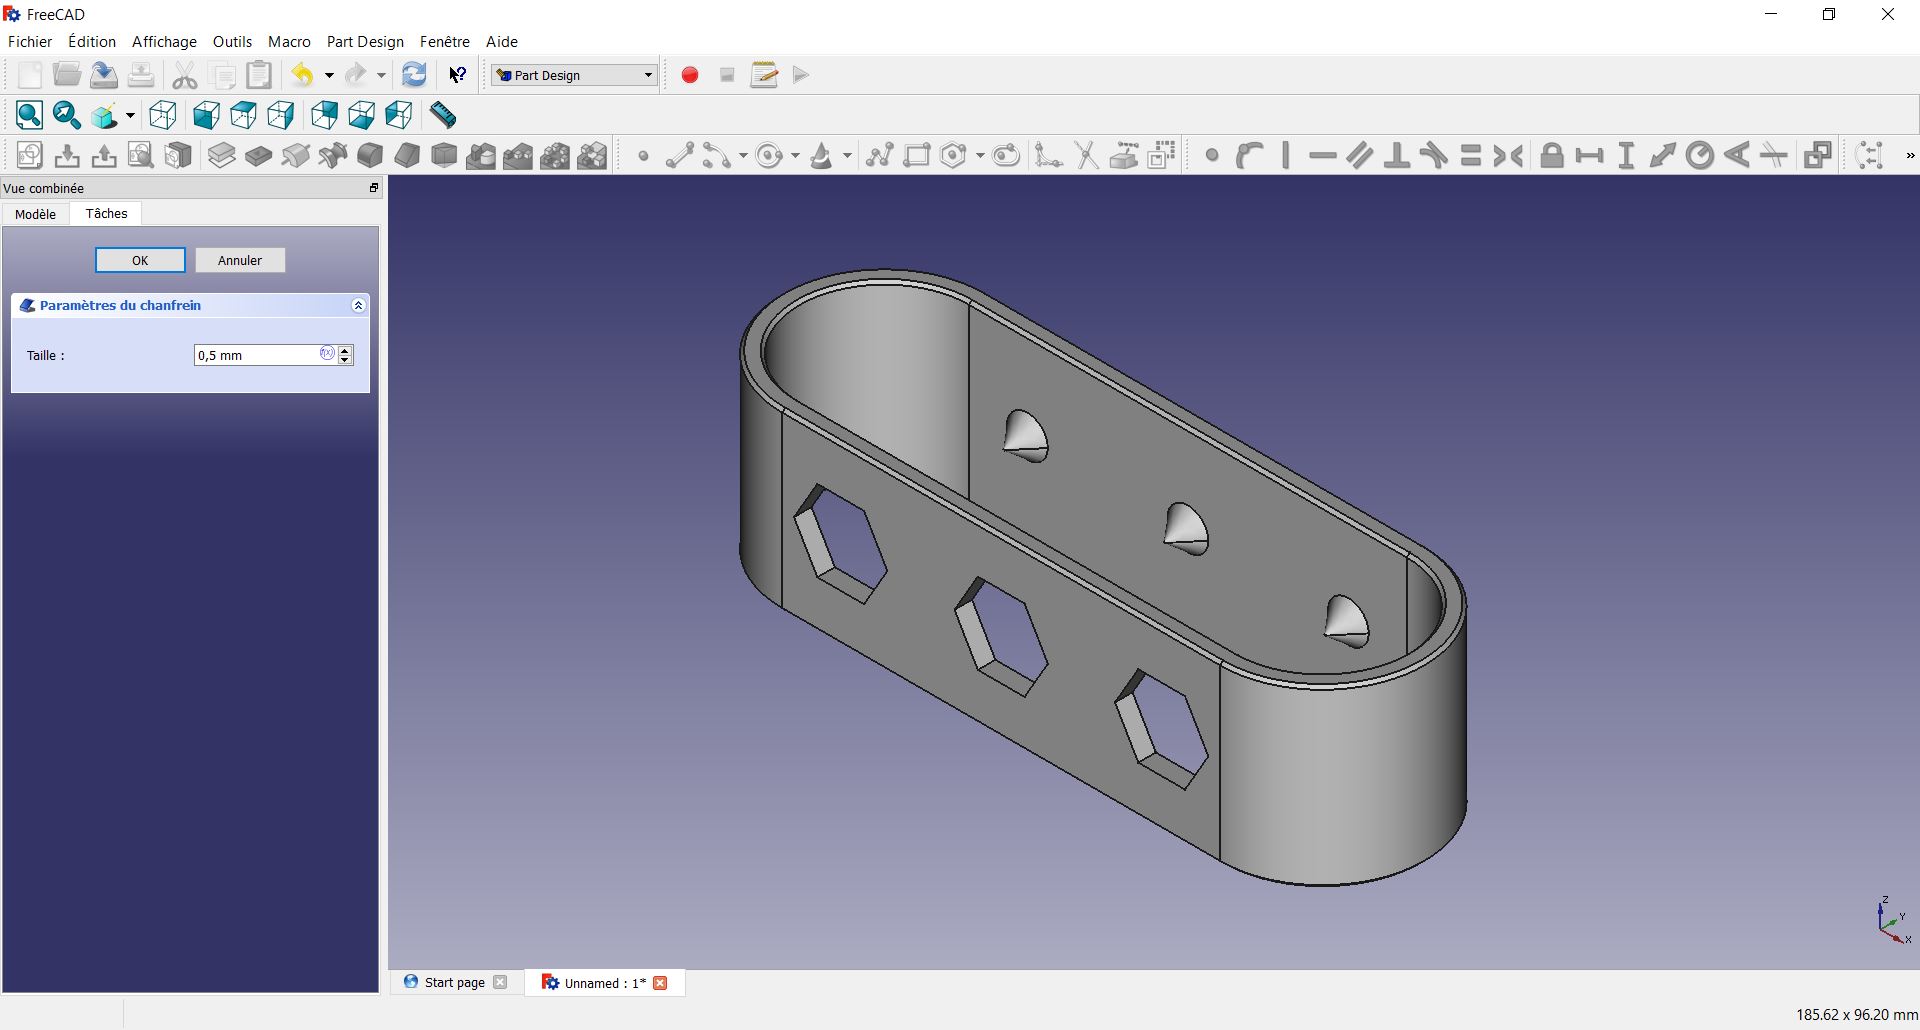 FreeCAD
Fichier Édition Affichage Outils Macro Part Design Fenêtre Aide
Part Design
Vue combinée
Modèle Tâches
OK Annuler
Paramètres du chanfrein
Taille : 0,5 mm
Z
Y
X
Start page Unnamed : 1*
185.62 x 96.20 mm